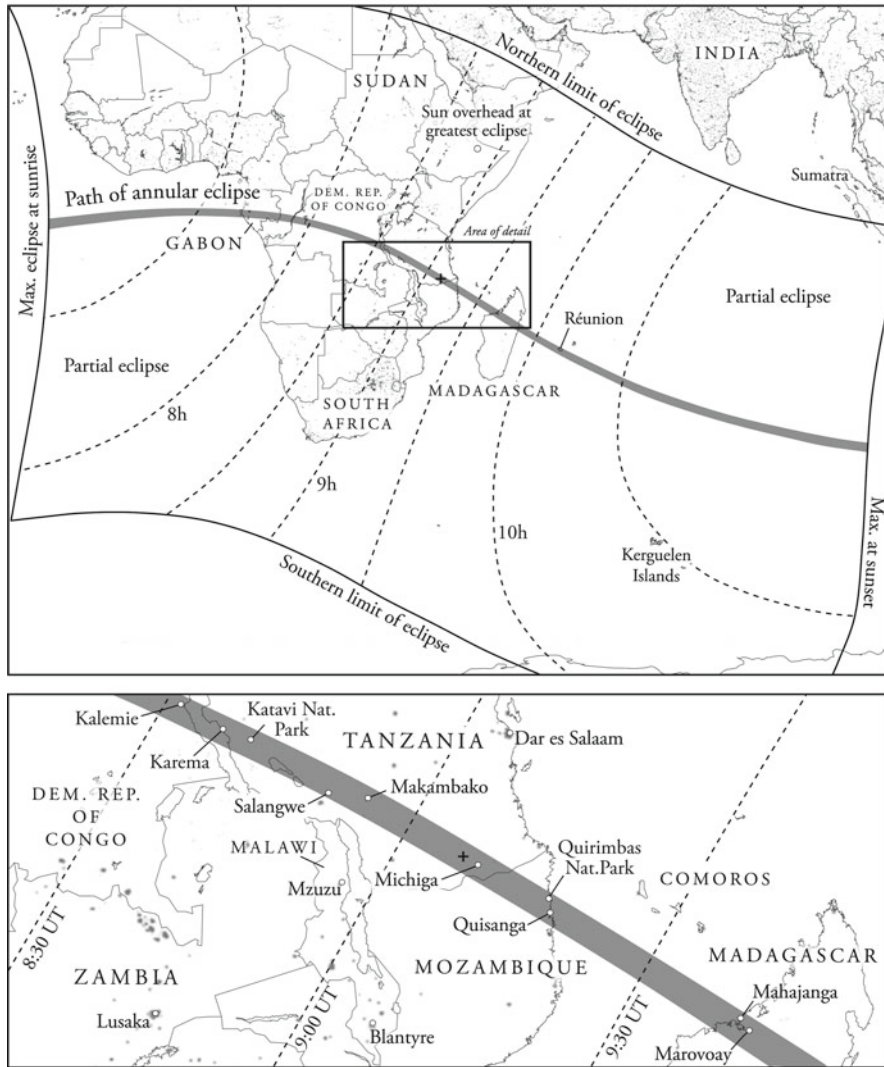 INDIA
Northern limit of eclipse
SUDAN
Sun overhead at
greatest eclipse
Sumatra
Max. eclipse at sunrise
Path of annular eclipse
DEM. REP.
OF CONGO
GABON
Area of detail
Partial eclipse
Réunion
Partial eclipse
MADAGASCAR
8h
SOUTH
AFRICA
9h
10h
Max. at sunset
Kerguelen
Islands
Southern limit of eclipse
Kalemie
Katavi Nat.
Park
TANZANIA
Dar es Salaam
Karema
Makambako
Salangwe
DEM. REP.
OF
CONGO
MALAWI
Quirimbas
Nat.Park
Michiga
COMOROS
Mzuzu
Quisanga
8:30 UT
MOZAMBIQUE
MADAGASCAR
ZAMBIA
Mahajanga
9:00 UT
9:30 UT
Lusaka
Blantyre
Marovoay